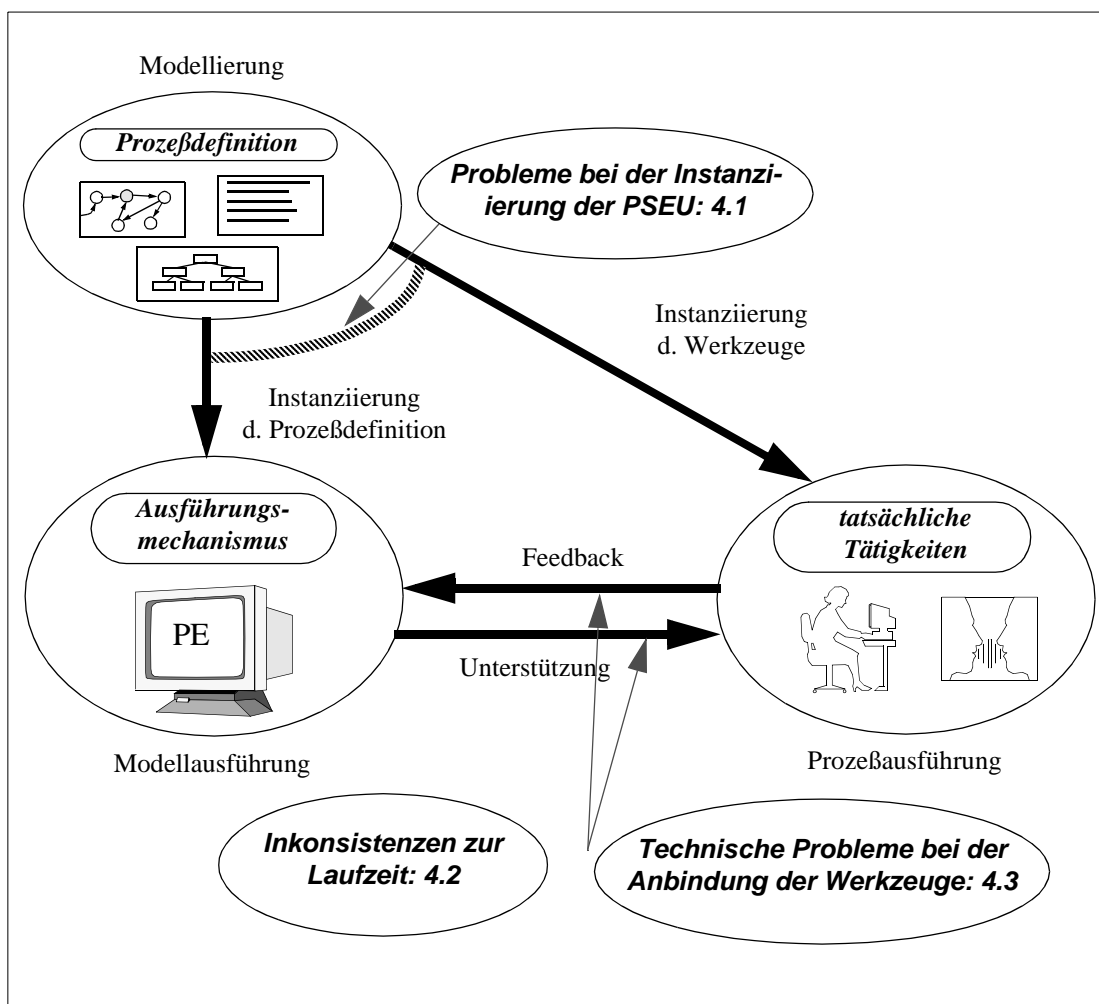 Modellierung
Prozeßdefinition
Probleme bei der Instanzi-
ierung der PSEU: 4.1
Instanziierung
d. Werkzeuge
Instanziierung
d. Prozeßdefinition
Ausführungs-
mechanismus
PE
Feedback
Unterstützung
tatsächliche
Tätigkeiten
Modellausführung
Prozeßausführung
Inkonsistenzen zur
Laufzeit: 4.2
Technische Probleme bei der
Anbindung der Werkzeuge: 4.3